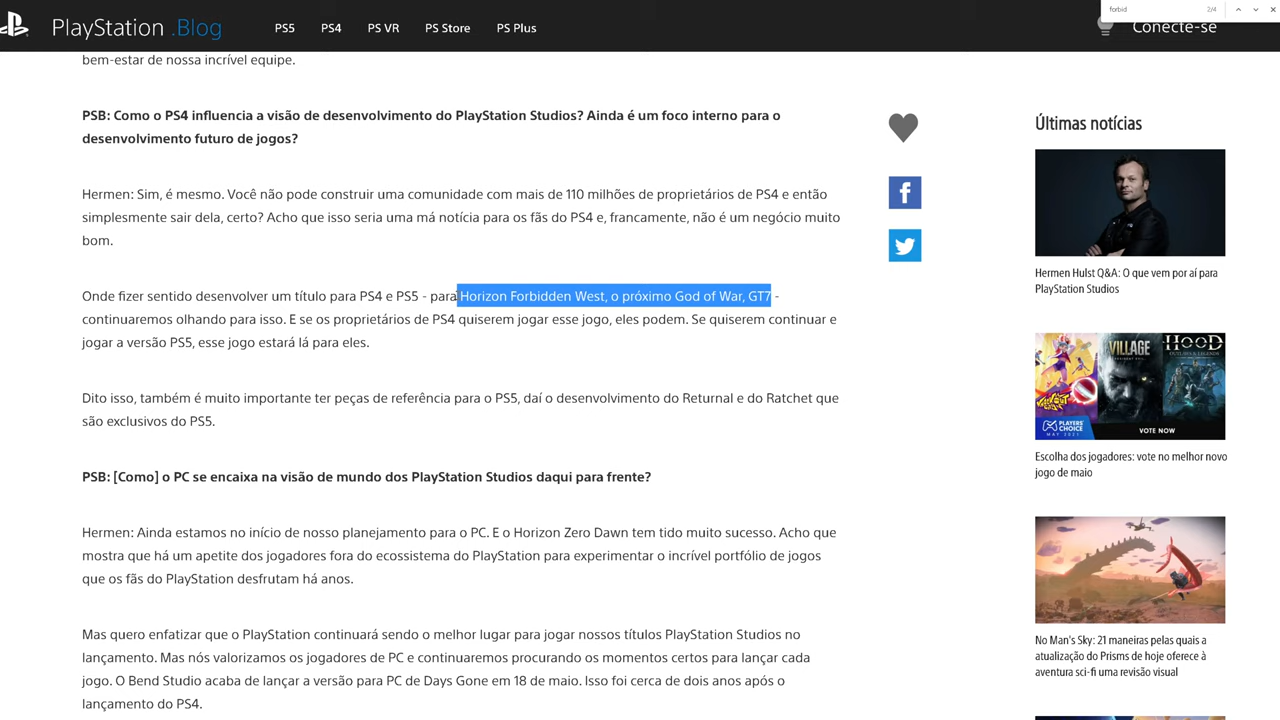 PlayStation .Blog
PS5 PS4 PS VR PS Store PS Plus
forbid 2/4
Conecte-se
bem-estar de nossa incrível equipe.
PSB: Como o PS4 influencia a visão de desenvolvimento do PlayStation Studios? Ainda é um foco interno para o
desenvolvimento futuro de jogos?
Hermen: Sim, é mesmo. Você não pode construir uma comunidade com mais de 110 milhões de proprietários de PS4 e então
simplesmente sair dela, certo? Acho que isso seria uma má notícia para os fãs do PS4 e, francamente, não é um negócio muito
bom.
Onde fizer sentido desenvolver um título para PS4 e PS5 - para Horizon Forbidden West, o próximo God of War, GT7 -
continuaremos olhando para isso. E se os proprietários de PS4 quiserem jogar esse jogo, eles podem. Se quiserem continuar e
jogar a versão PS5, esse jogo estará lá para eles.
Dito isso, também é muito importante ter peças de referência para o PS5, daí o desenvolvimento do Returnal e do Ratchet que
são exclusivos do PS5.
PSB: [Como] o PC se encaixa na visão de mundo dos PlayStation Studios daqui para frente?
Hermen: Ainda estamos no início de nosso planejamento para o PC. E o Horizon Zero Dawn tem tido muito sucesso. Acho que
mostra que há um apetite dos jogadores fora do ecossistema do PlayStation para experimentar o incrível portfólio de jogos
que os fãs do PlayStation desfrutam há anos.
Mas quero enfatizar que o PlayStation continuará sendo o melhor lugar para jogar nossos títulos PlayStation Studios no
lançamento. Mas nós valorizamos os jogadores de PC e continuaremos procurando os momentos certos para lançar cada
jogo. O Bend Studio acaba de lançar a versão para PC de Days Gone em 18 de maio. Isso foi cerca de dois anos após o
lançamento do PS4.
Últimas notícias
Hermen Hulst Q&A: O que vem por aí para
PlayStation Studios
VILLAGE
HOOD
PLAYERS'
CHOICE
MAY 2021
VOTE NOW
Escolha dos jogadores: vote no melhor novo
jogo de maio
No Man's Sky: 21 maneiras pelas quais a
atualização do Prisms de hoje oferece à
aventura sci-fi uma revisão visual